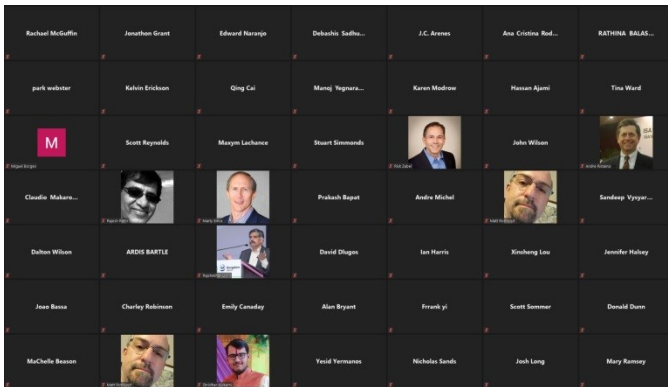 Rachael McGuffin
Jonathon Grant
Edward Naranjo
Debashis Sadhu...
J.C. Arenes
Ana Cristina Rod...
RATHINA BALAS...
park webster
Kelvin Erickson
Qing Cai
Manoj Yegnara...
Karen Modrow
Hassan Ajami
Tina Ward
M
Scott Reynolds
Maxym Lachance
Stuart Simmonds
John Wilson
ISA
Claudio Makaro...
Prakash Bapat
Andre Michel
Sandeep Vysyar...
Dalton Wilson
ARDIS BARTLE
David Dlugos
Ian Harris
Xinsheng Lou
Jennifer Halsey
Joao Bassa
Charley Robinson
Emily Canaday
Alan Bryant
Frrank yi
Scott Sommer
Donald Dunn
MaChelle Beason
Yesid Yermanos
Nicholas Sands
Josh Long
Mary Ramsey